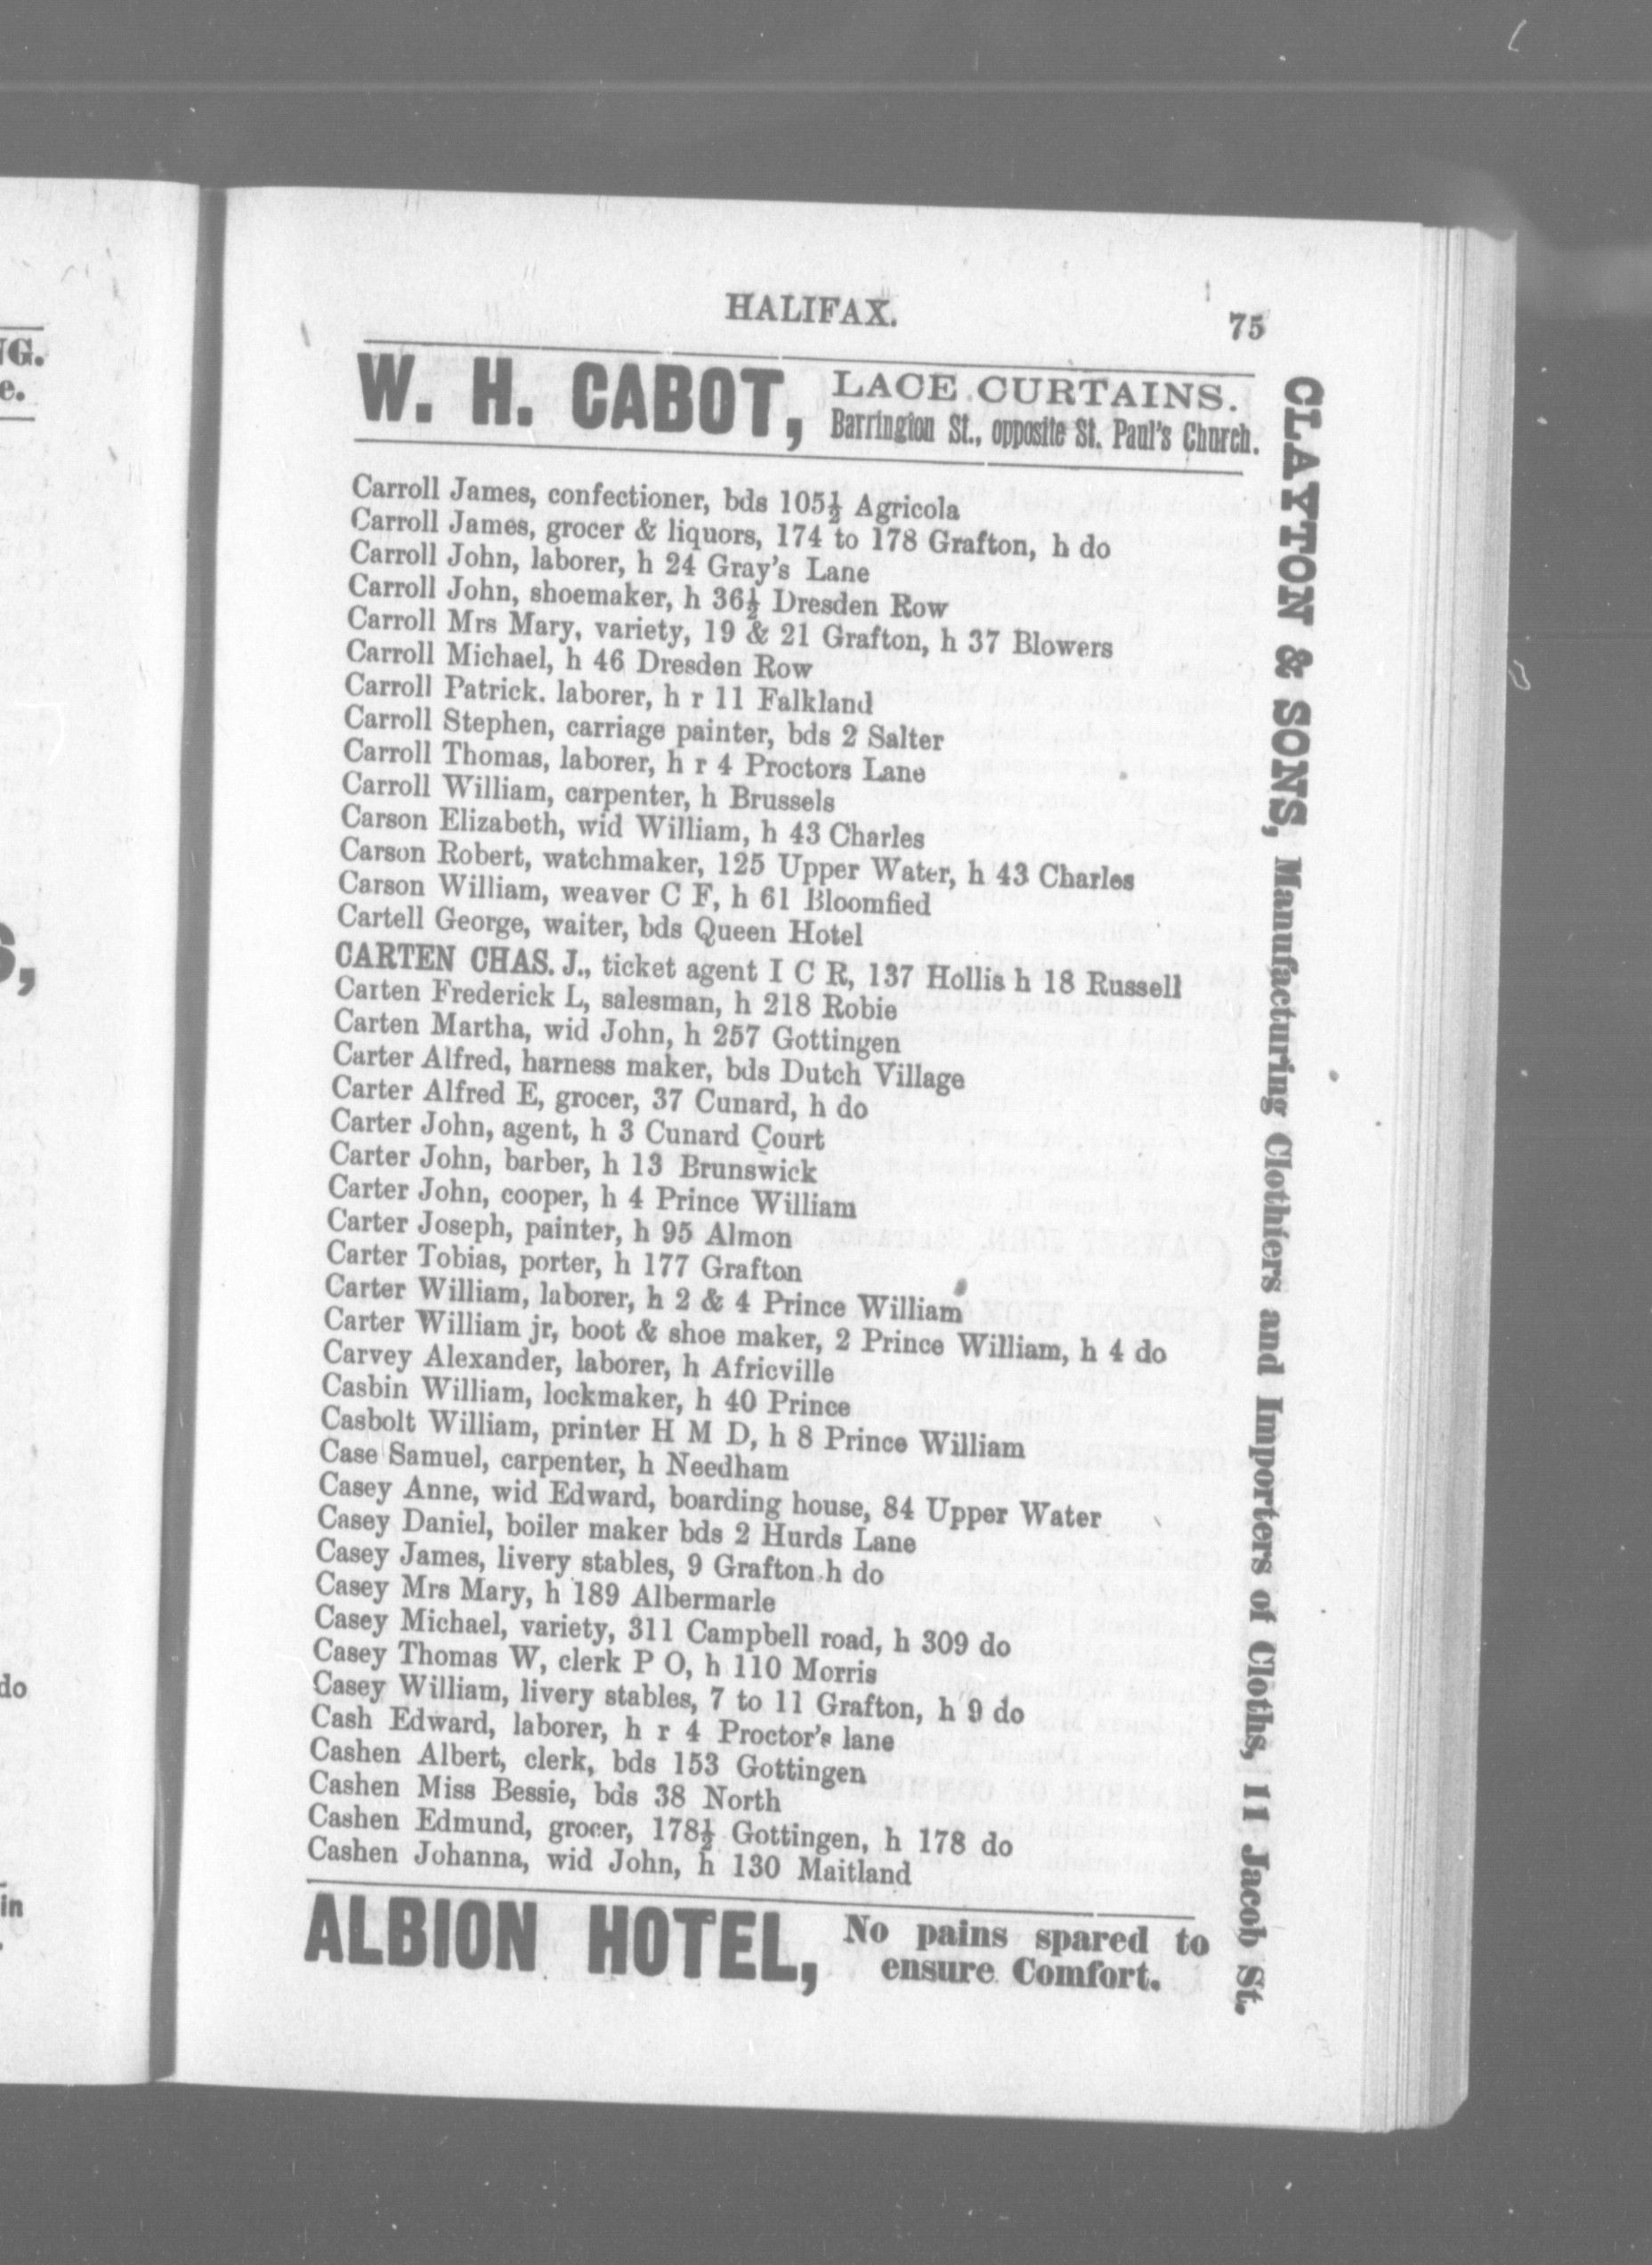 HALIFAX. 75
W. H. CABOT, LACE CURTAINS.
Barrington St., opposite St. Paul's Church.
Carroll James, confectioner, bds 105½ Agricola
Carroll James, grocer & liquors, 174 to 178 Grafton, h do
Carroll John, laborer, h 24 Gray's Lane
Carroll John, shoemaker, h 36½ Dresden Row
Carroll Mrs Mary, variety, 19 & 21 Grafton, h 37 Blowers
Carroll Michael, h 46 Dresden Row
Carroll Patrick. laborer, h r 11 Falkland
Carroll Stephen, carriage painter, bds 2 Salter
Carroll Thomas, laborer, h r 4 Proctors Lane
Carroll William, carpenter, h Brussels
Carson Elizabeth, wid William, h 43 Charles
Carson Robert, watchmaker, 125 Upper Water, h 43 Charles
Carson William, weaver C F, h 61 Bloomfied
Cartell George, waiter, bds Queen Hotel
CARTEN CHAS. J., ticket agent I C R, 137 Hollis h 18 Russell
Carten Frederick L, salesman, h 218 Robie
Carten Martha, wid John, h 257 Gottingen
Carter Alfred, harness maker, bds Dutch Village
Carter Alfred E, grocer, 37 Cunard, h do
Carter John, agent, h 3 Cunard Court
Carter John, barber, h 13 Brunswick
Carter John, cooper, h 4 Prince William
Carter Joseph, painter, h 95 Almon
Carter Tobias, porter, h 177 Grafton
Carter William, laborer, h 2 & 4 Prince William
Carter William jr, boot & shoe maker, 2 Prince William, h 4 do
Carvey Alexander, laborer, h Africville
Casbin William, lockmaker, h 40 Prince
Casbolt William, printer H M D, h 8 Prince William
Case Samuel, carpenter, h Needham
Casey Anne, wid Edward, boarding house, 84 Upper Water
Casey Daniel, boiler maker bds 2 Hurds Lane
Casey James, livery stables, 9 Grafton h do
Casey Mrs Mary, h 189 Albermarle
Casey Michael, variety, 311 Campbell road, h 309 do
Casey Thomas W, clerk P O, h 110 Morris
Casey William, livery stables, 7 to 11 Grafton, h 9 do
Cash Edward, laborer, h r 4 Proctor's lane
Cashen Albert, clerk, bds 153 Gottingen
Cashen Miss Bessie, bds 38 North
Cashen Edmund, grocer, 178½ Gottingen, h 178 do
Cashen Johanna, wid John, h 130 Maitland
ALBION HOTEL, No pains spared to
ensure Comfort.
CLAYTON & SONS, Manufacturing Clothiers and Importers of Cloths, 11 Jacob St.